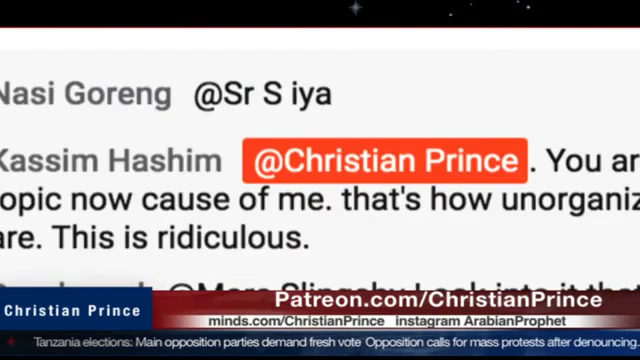 Nasi Goreng @Sr S iya
Kassim Hashim @Christian Prince. You ar
opic now cause of me. that's how unorganiz
are. This is ridiculous.
Christian Prince
Patreon.com/ChristianPrince
minds.com/ChristianPrince instagram ArabianProphet
Tanzania elections: Main opposition parties demand fresh vote Opposition calls for mass protests after denouncing